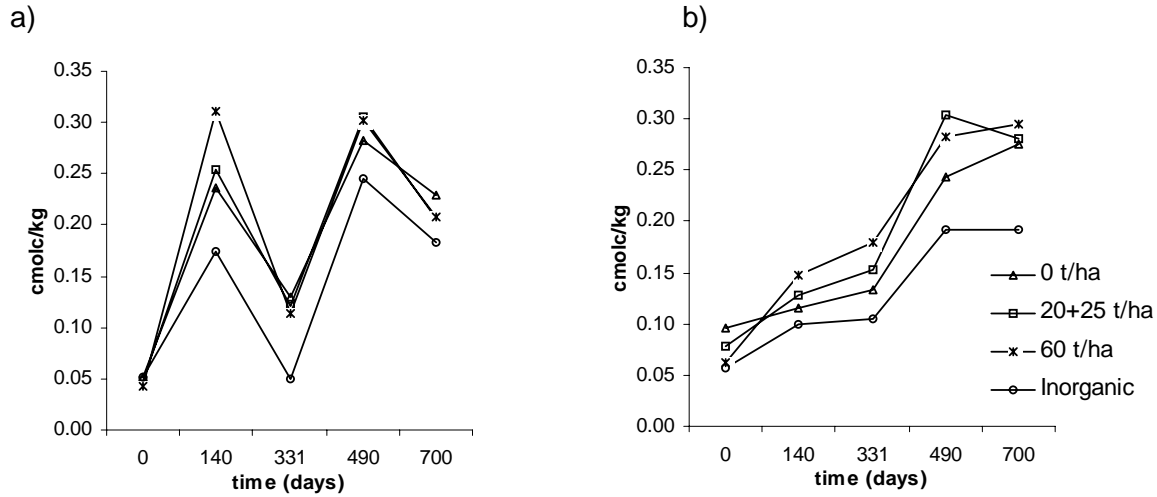 a)
0.35
0.30
0.25
0.20
0.15
0.10
0.05
0.00
cmolc/kg
0 140 331 490 700
time (days)
b)
0.35
0.30
0.25
0.20
0.15
0.10
0.05
0.00
cmolc/kg
0 140 331 490 700
time (days)
0 t/ha
20+25 t/ha
60 t/ha
Inorganic